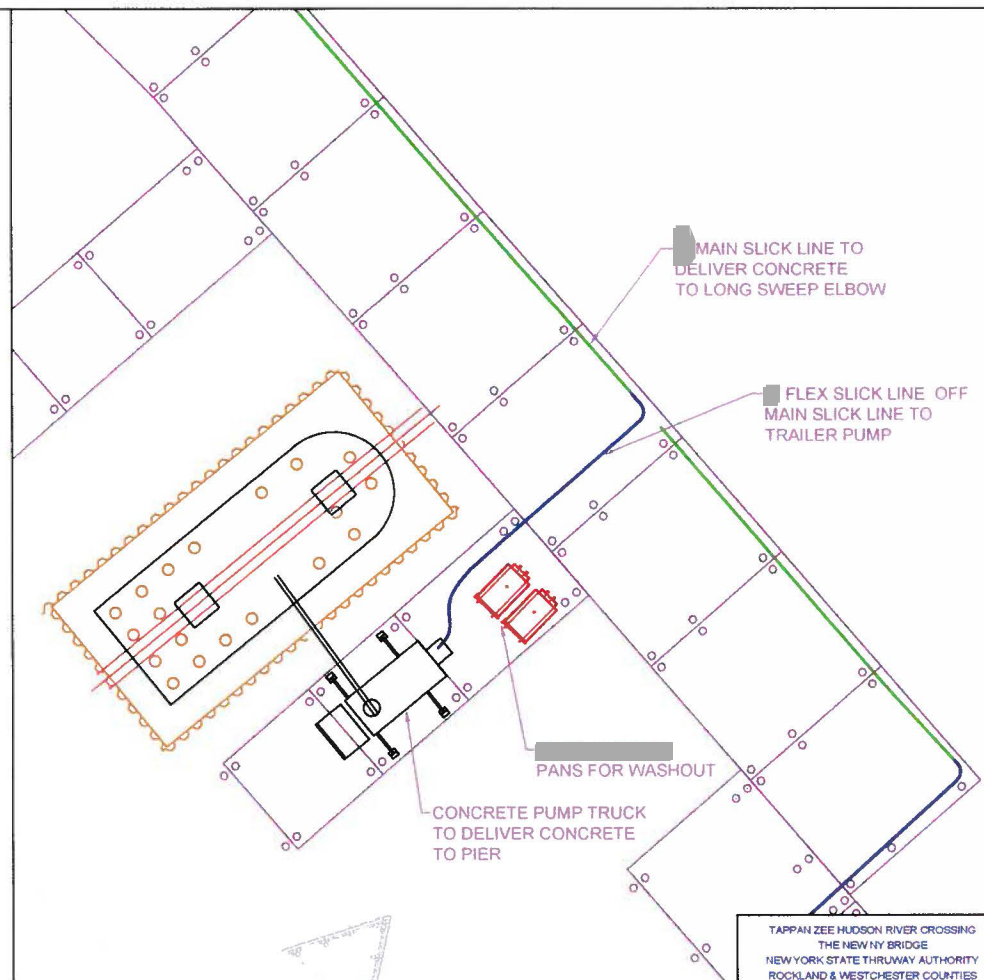 MAIN SLICK LINE TO
DELIVER CONCRETE
TO LONG SWEEP ELBOW
FLEX SLICK LINE OFF
MAIN SLICK LINE TO
TRAILER PUMP
PANS FOR WASHOUT
CONCRETE PUMP TRUCK
TO DELIVER CONCRETE
TO PIER
TAPPAN ZEE HUDSON RIVER CROSSING
THE NEW NY BRIDGE
NEW YORK STATE THRUWAY AUTHORITY
ROCKLAND & WESTCHESTER COUNTIES